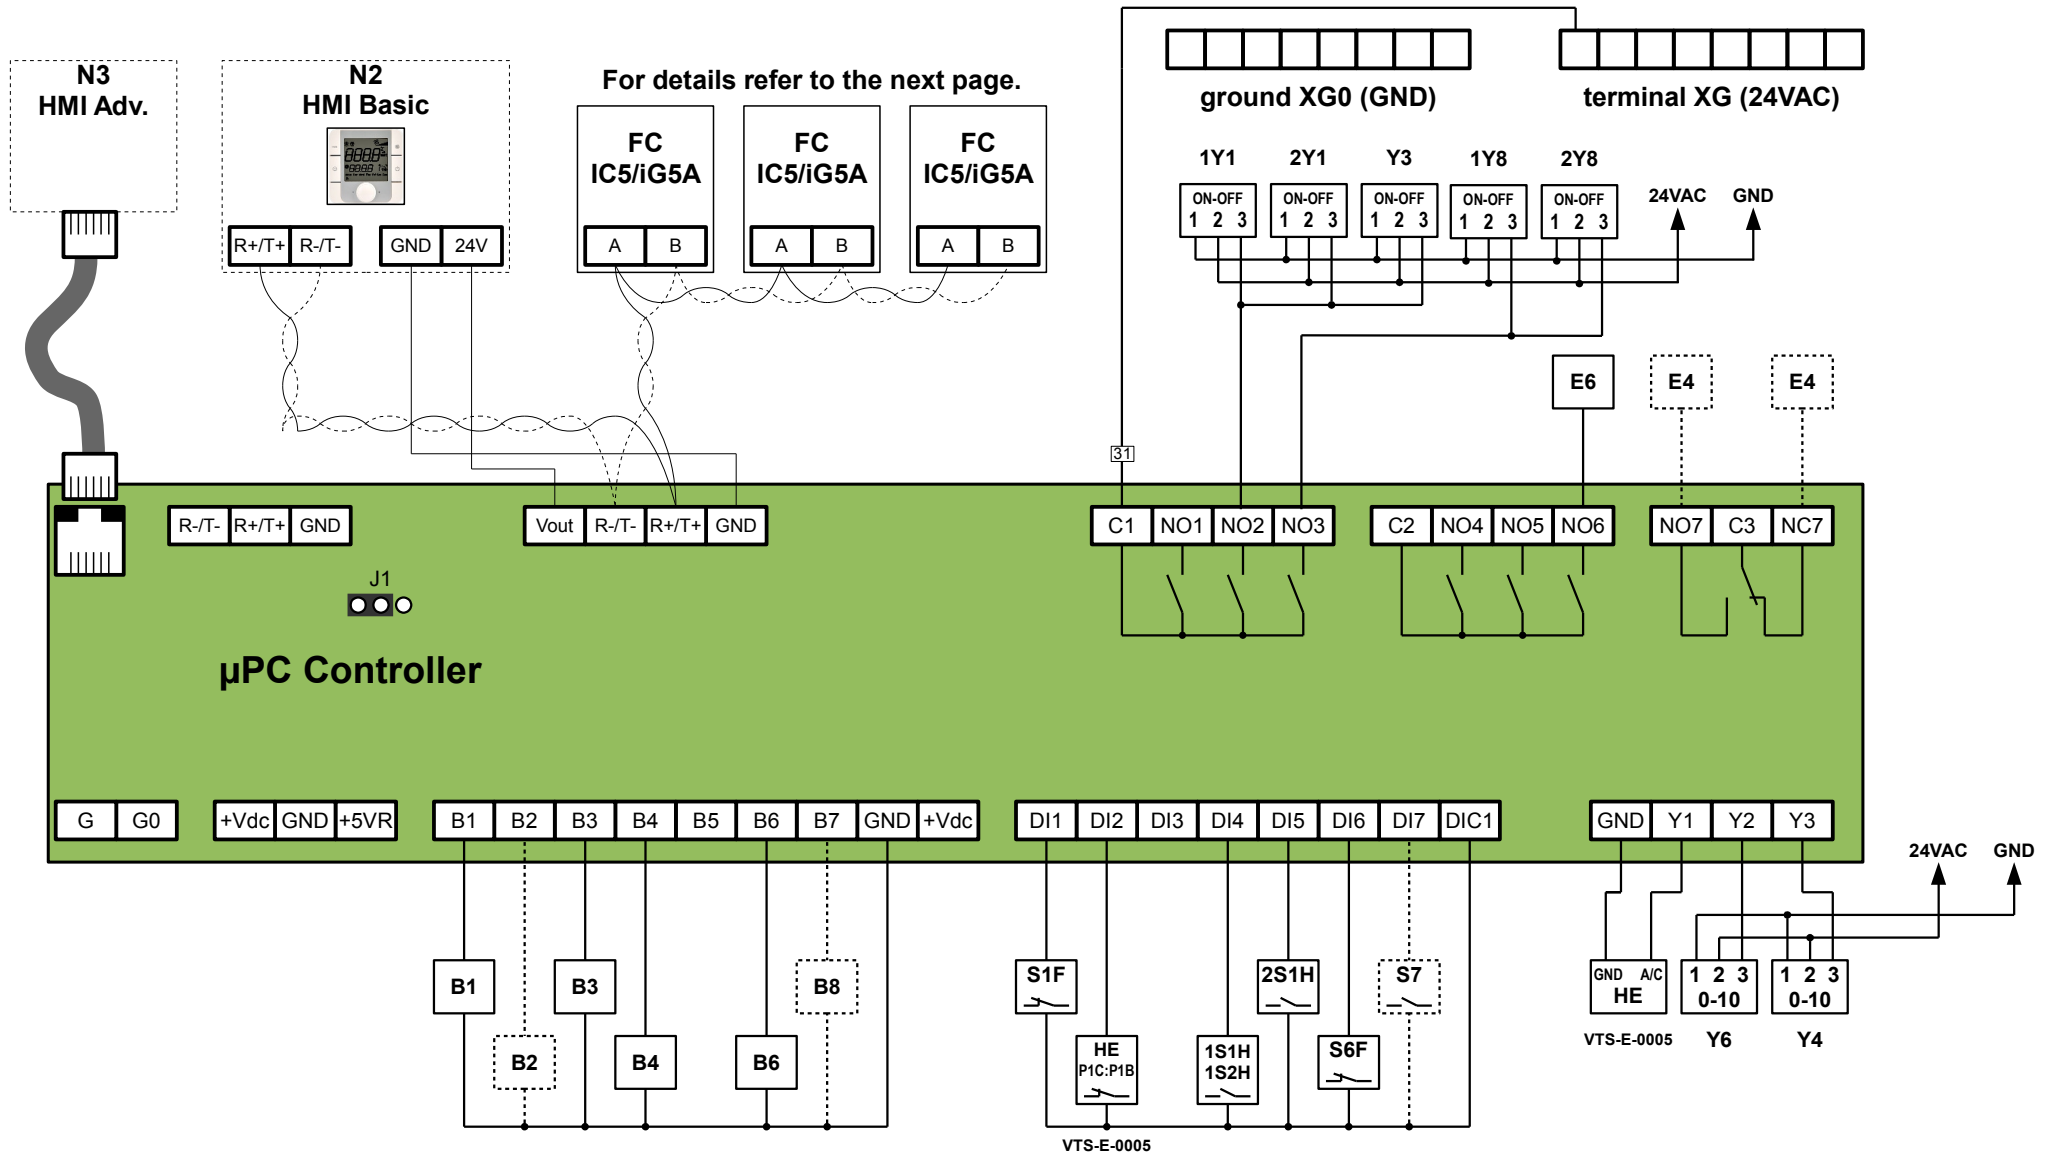 N3
HMI Adv.
N2
HMI Basic
R+/T+ R-/T- GND 24V
For details refer to the next page.
FC
IC5/iG5A
A B
FC
IC5/iG5A
A B
FC
IC5/iG5A
A B
ground XG0 (GND)
terminal XG (24VAC)
1Y1 2Y1 Y3 1Y8 2Y8
ON-OFF ON-OFF ON-OFF ON-OFF ON-OFF
1 2 3 1 2 3 1 2 3 1 2 3 1 2 3
24VAC GND
E6 E4 E4
31
R-/T- R+/T+ GND
Vout R-/T- R+/T+ GND
C1 NO1 NO2 NO3
C2 NO4 NO5 NO6
NO7 C3 NC7
J1
µPC Controller
G G0
+Vdc GND +5VR
B1 B2 B3 B4 B5 B6 B7 GND +Vdc
DI1 DI2 DI3 DI4 DI5 DI6 DI7 DIC1
GND Y1 Y2 Y3
24VAC GND
B1 B3 B8
B2 B4 B6
S1F 2S1H S7
HE
P1C:P1B
1S1H
1S2H
S6F
VTS-E-0005
GND A/C
HE
VTS-E-0005
1 2 3
0-10
Y6
1 2 3
0-10
Y4